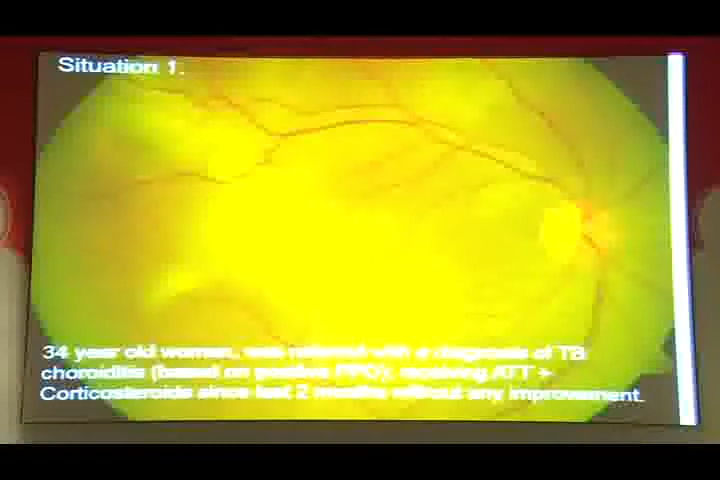 Situation 1.
34 year old women, was referred with a diagnosis of TB
choroiditis (based on positive PPD), receiving ATT +
Corticosteroids since last 2 months without any improvement.